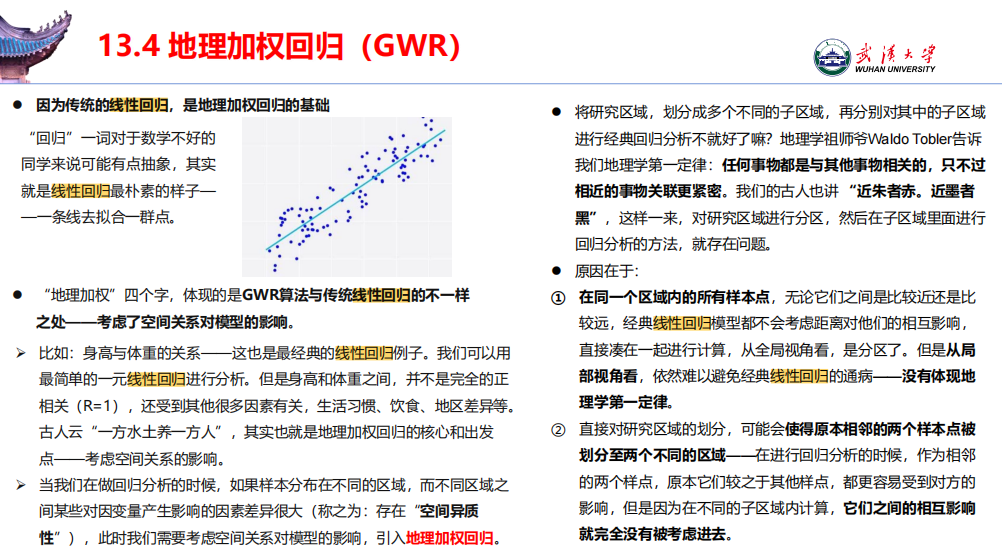 13.4 地理加权回归（GWR）
武汉大学
WUHAN UNIVERSITY
● 因为传统的线性回归，是地理加权回归的基础
“回归”一词对于数学不好的
同学来说可能有点抽象，其实
就是线性回归最朴素的样子—
—一条线去拟合一群点。
● “地理加权”四个字，体现的是GWR算法与传统线性回归的不一样
之处——考虑了空间关系对模型的影响。
➢ 比如：身高与体重的关系——这也是最经典的线性回归例子。我们可以用
最简单的一元线性回归进行分析。但是身高和体重之间，并不是完全的正
相关（R=1），还受到其他很多因素有关，生活习惯、饮食、地区差异等。
古人云“一方水土养一方人”，其实也就是地理加权回归的核心和出发
点——考虑空间关系的影响。
➢ 当我们在做回归分析的时候，如果样本分布在不同的区域，而不同区域之
间某些对因变量产生影响的因素差异很大（称之为：存在“空间异质
性”），此时我们需要考虑空间关系对模型的影响，引入地理加权回归。
● 将研究区域，划分成多个不同的子区域，再分别对其中的子区域
进行经典回归分析不就好了嘛？地理学祖师爷Waldo Tobler告诉
我们地理学第一定律：任何事物都是与其他事物相关的，只不过
相近的事物关联更紧密。我们的古人也讲“近朱者赤。近墨者
黑”，这样一来，对研究区域进行分区，然后在子区域里面进行
回归分析的方法，就存在问题。
● 原因在于：
① 在同一个区域内的所有样本点，无论它们之间是比较近还是比
较远，经典线性回归模型都不会考虑距离对他们的相互影响，
直接凑在一起进行计算，从全局视角看，是分区了。但是从局
部视角看，依然难以避免经典线性回归的通病——没有体现地
理学第一定律。
② 直接对研究区域的划分，可能会使得原本相邻的两个样本点被
划分至两个不同的区域——在进行回归分析的时候，作为相邻
的两个样点，原本它们较之于其他样点，都更容易受到对方的
影响，但是因为在不同的子区域内计算，它们之间的相互影响
就完全没有被考虑进去。